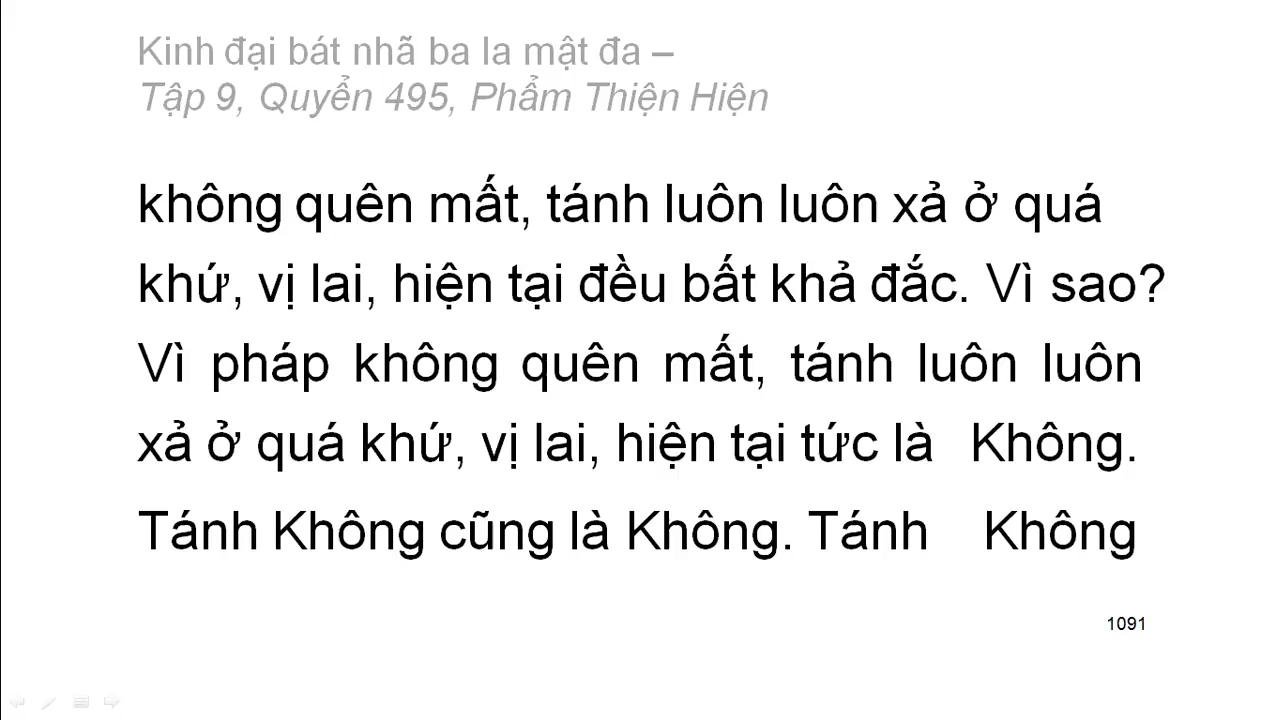 Kinh đại bát nhã ba la mật đa –
Tập 9, Quyển 495, Phẩm Thiện Hiện
không quên mất, tánh luôn luôn xả ở quá
khứ, vị lai, hiện tại đều bất khả đắc. Vì sao?
Vì pháp không quên mất, tánh luôn luôn
xả ở quá khứ, vị lai, hiện tại tức là Không.
Tánh Không cũng là Không. Tánh Không
1091